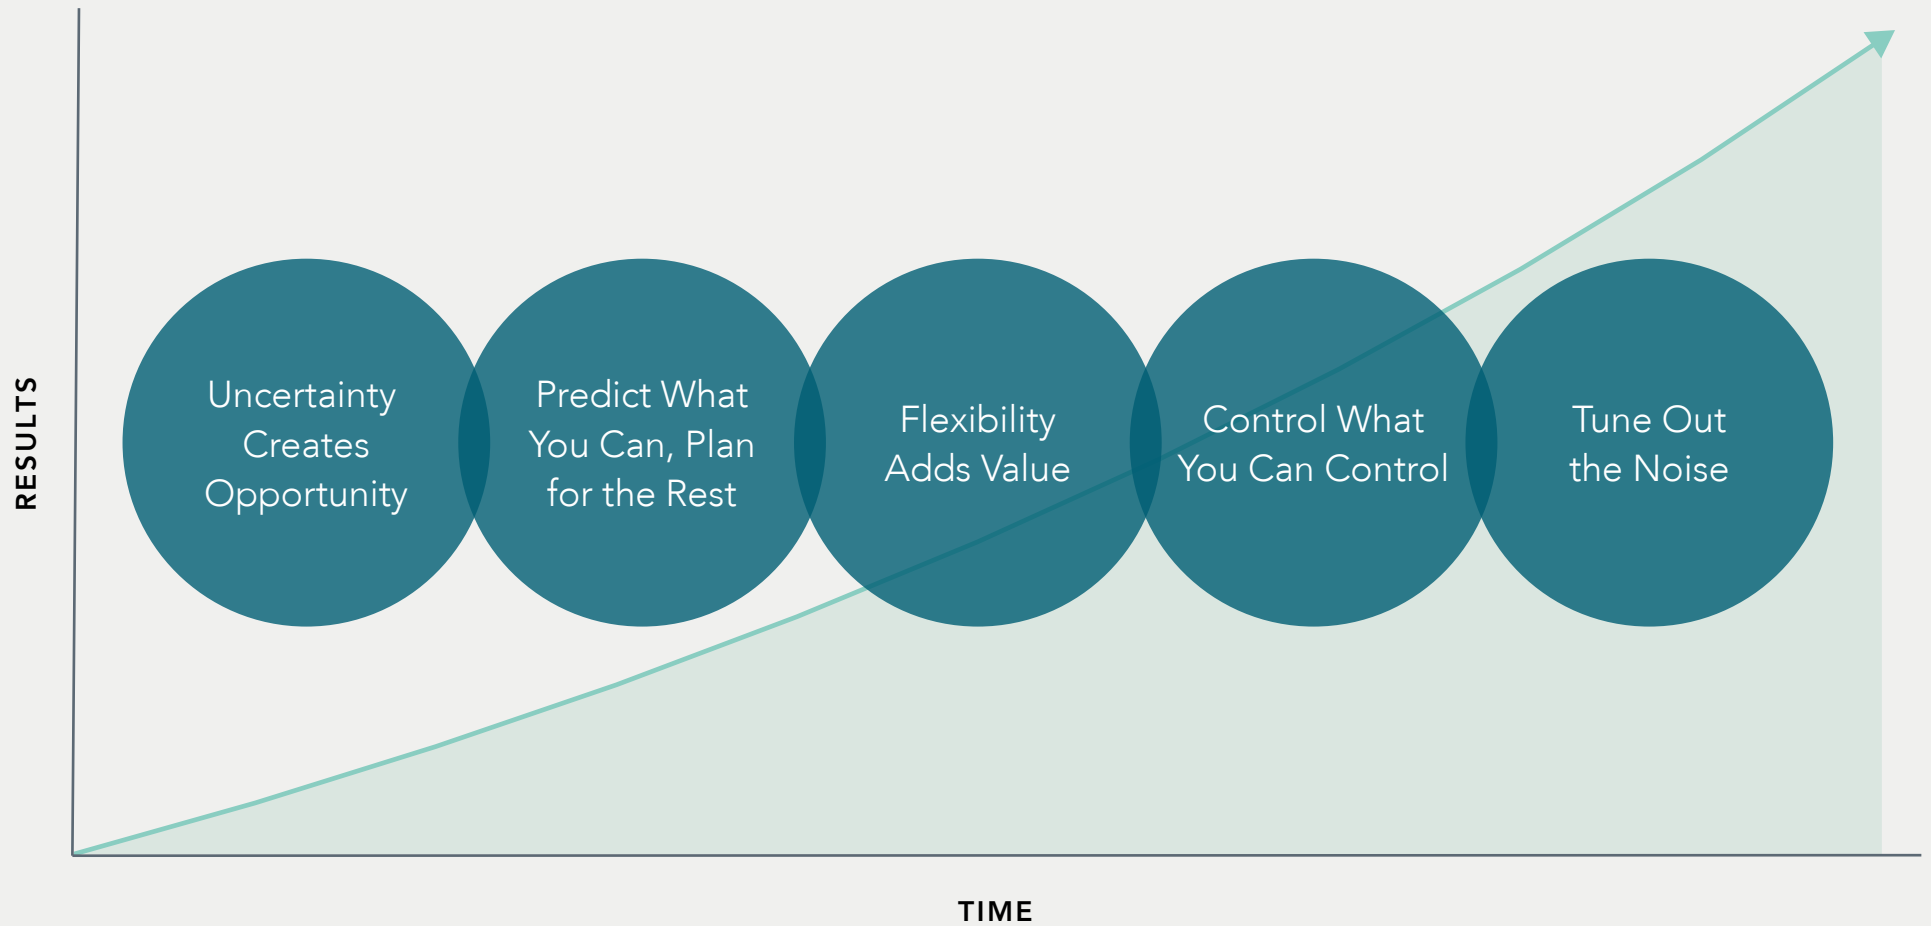 RESULTS
Uncertainty
Creates
Opportunity
Predict What
You Can, Plan
for the Rest
Flexibility
Adds Value
Control What
You Can Control
Tune Out
the Noise
TIME